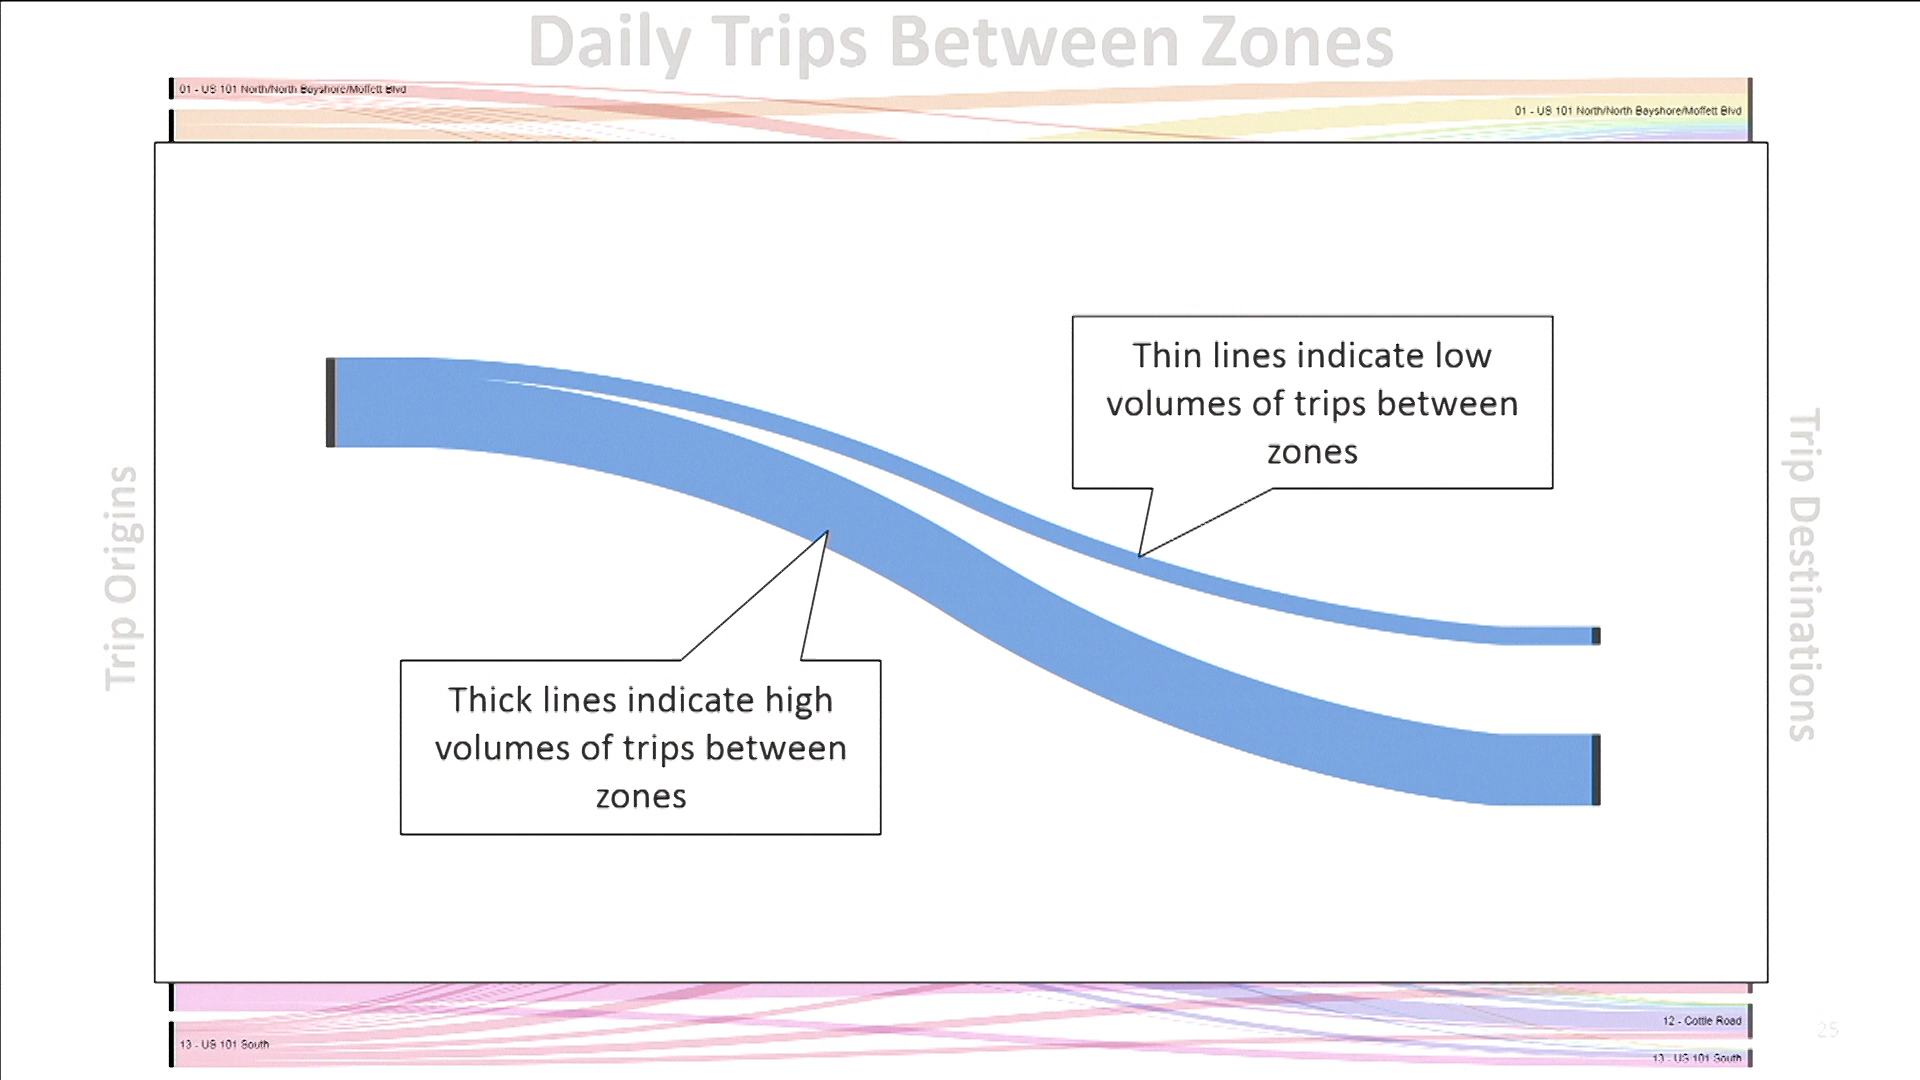 Daily Trips Between Zones
01 - US 101 North/North Bayshore/Moffett Blvd
01 - US 101 North/North Bayshore/Moffett Blvd
Thin lines indicate low
volumes of trips between
zones
Trip Origins
Trip Destinations
Thick lines indicate high
volumes of trips between
zones
12 - Cottle Road
25
13 - US 101 South
13 - US 101 South